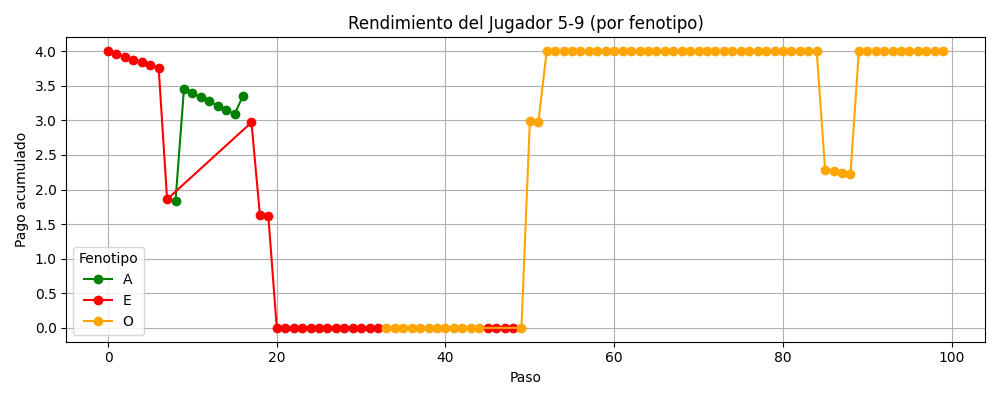 Rendimiento del Jugador 5-9 (por fenotipo)
Pago acumulado
4.0
3.5
3.0
2.5
2.0
1.5
1.0
0.5
0.0
Fenotipo
A
E
O
0 20 40 60 80 100
Paso